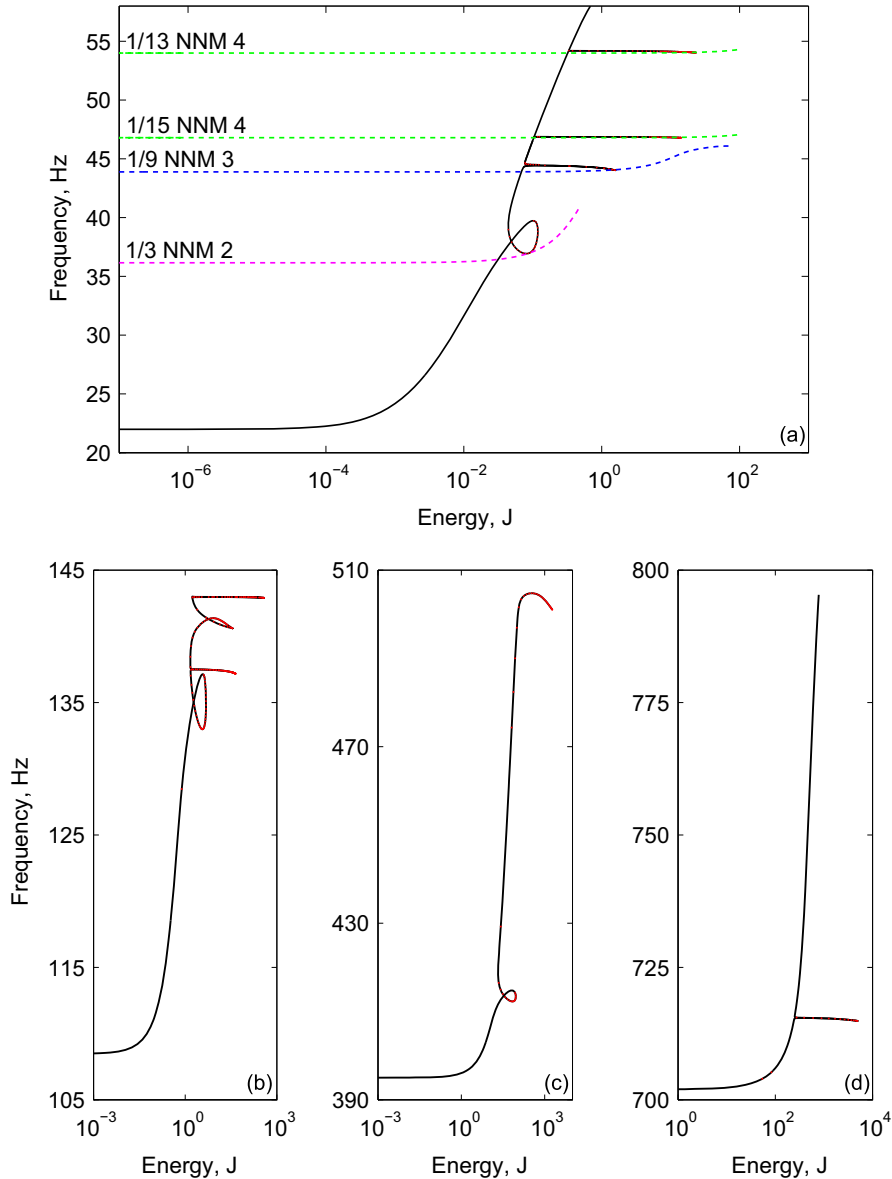 55
50
45
40
35
30
25
20
Frequency, Hz
1/13 NNM 4
1/15 NNM 4
1/9 NNM 3
1/3 NNM 2
(a)
10^−6 10^−4 10^−2 10^0 10^2
Energy, J
145
135
125
115
105
Frequency, Hz
(b)
10^−3 10^0 10^3
Energy, J
510
470
430
390
(c)
10^−3 10^0 10^3
Energy, J
800
775
750
725
700
(d)
10^0 10^2 10^4
Energy, J